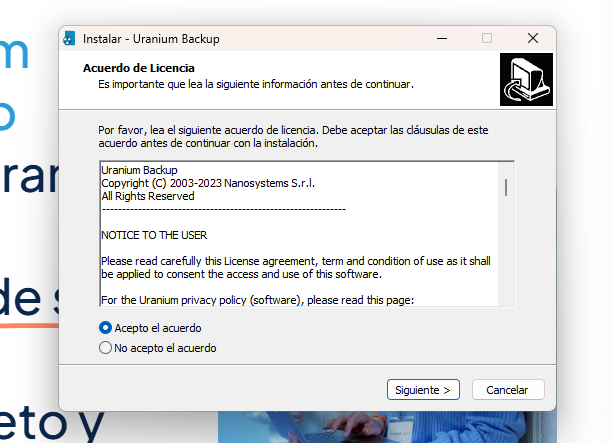 Instalar - Uranium Backup
Acuerdo de Licencia
Es importante que lea la siguiente información antes de continuar.
Por favor, lea el siguiente acuerdo de licencia. Debe aceptar las cláusulas de este
acuerdo antes de continuar con la instalación.
Uranium Backup
Copyright (C) 2003-2023 Nanosystems S.r.l.
All Rights Reserved
-------------------------------------------------------------
NOTICE TO THE USER
Please read carefully this License agreement, term and condition of use as it shall
be applied to consent the access and use of this software.
For the Uranium privacy policy (software), please read this page:
Acepto el acuerdo
No acepto el acuerdo
Siguiente >
Cancelar
de
y